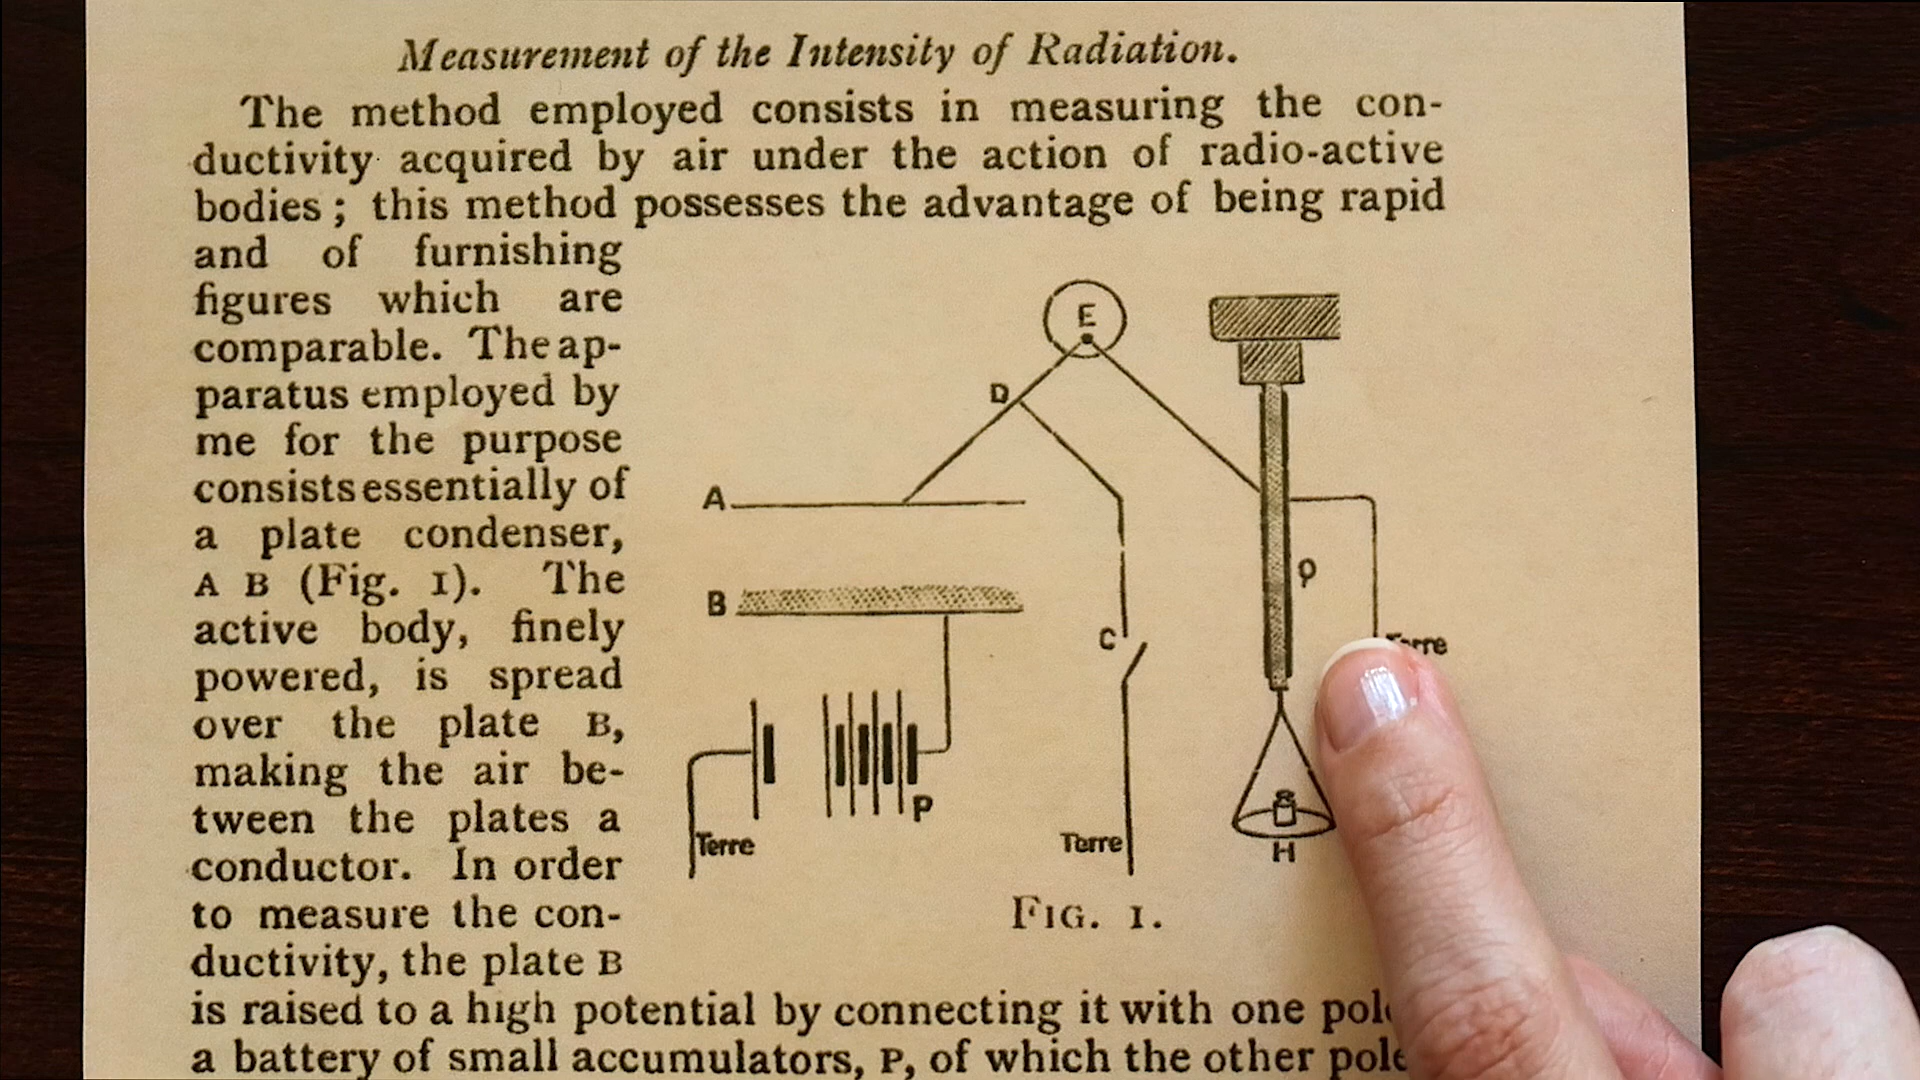 Measurement of the Intensity of Radiation.
The method employed consists in measuring the con-
ductivity acquired by air under the action of radio-active
bodies ; this method possesses the advantage of being rapid
and of furnishing
figures which are
comparable. The ap-
paratus employed by
me for the purpose
consists essentially of
a plate condenser,
A B (Fig. 1). The
active body, finely
powered, is spread
over the plate B,
making the air be-
tween the plates a
conductor. In order
to measure the con-
ductivity, the plate B
is raised to a high potential by connecting it with one
a battery of small accumulators, P, of which the other pole
E
D
A
B
C
Q
P
Terre
Terre
H
FIG. 1.